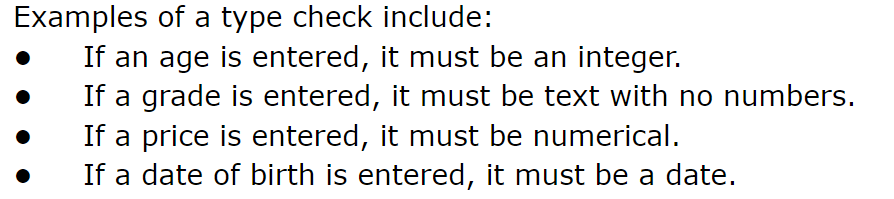 Examples of a type check include:
● If an age is entered, it must be an integer.
● If a grade is entered, it must be text with no numbers.
● If a price is entered, it must be numerical.
● If a date of birth is entered, it must be a date.